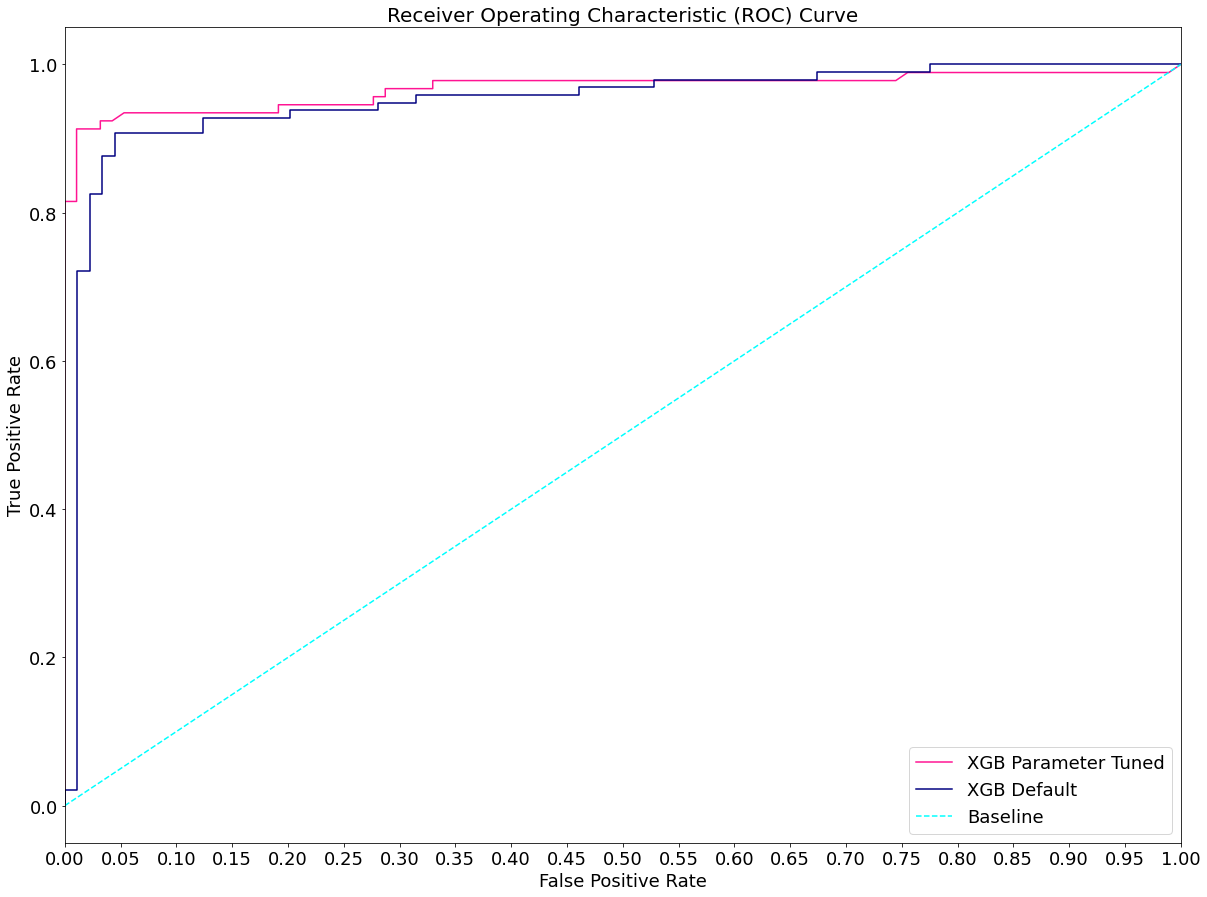 Receiver Operating Characteristic (ROC) Curve
True Positive Rate
1.0
0.8
0.6
0.4
0.2
0.0
XGB Parameter Tuned
XGB Default
Baseline
0.00 0.05 0.10 0.15 0.20 0.25 0.30 0.35 0.40 0.45 0.50 0.55 0.60 0.65 0.70 0.75 0.80 0.85 0.90 0.95 1.00
False Positive Rate